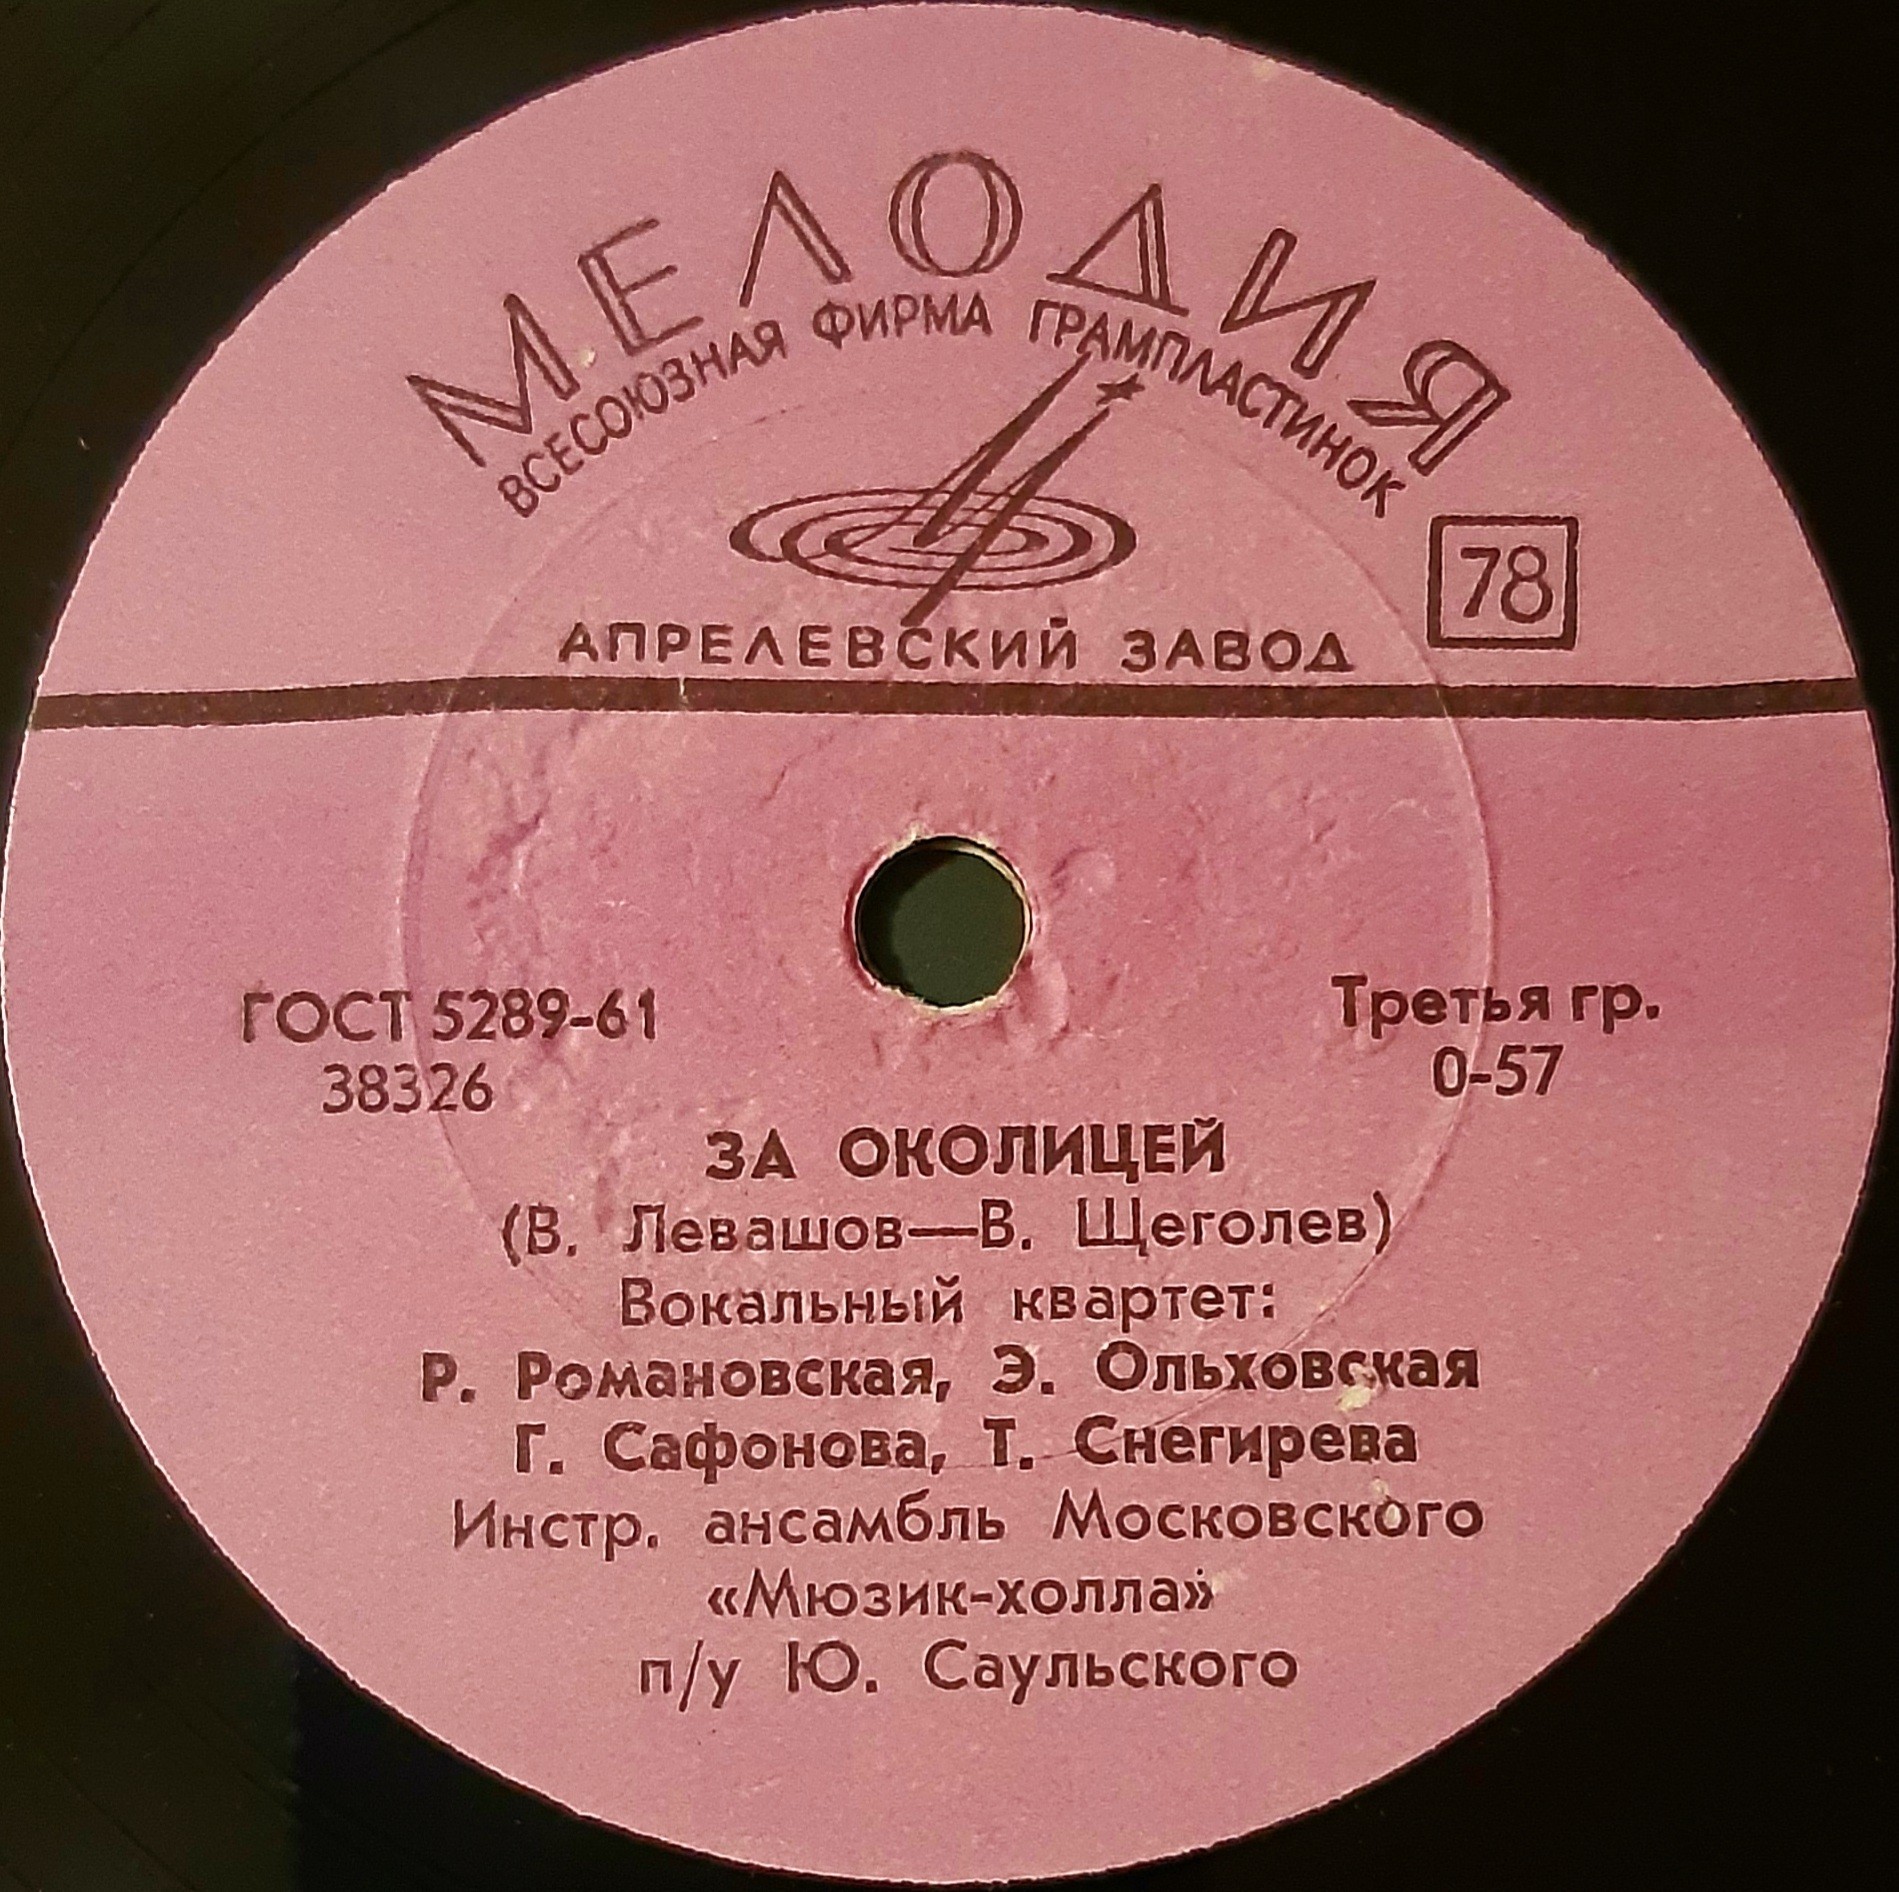 МЕЛОДИЯ
ВСЕСОЮЗНАЯ ФИРМА ГРАМПЛАСТИНОК
78
АПРЕЛЕВСКИЙ ЗАВОД
ГОСТ 5289-61
38326
Третья гр.
0-57
ЗА ОКОЛИЦЕЙ
(В. Левашов—В. Щеголев)
Вокальный квартет:
Р. Романовская, Э. Ольховская
Г. Сафонова, Т. Снегирева
Инстр. ансамбль Московского
«Мюзик-холла»
п/у Ю. Саульского